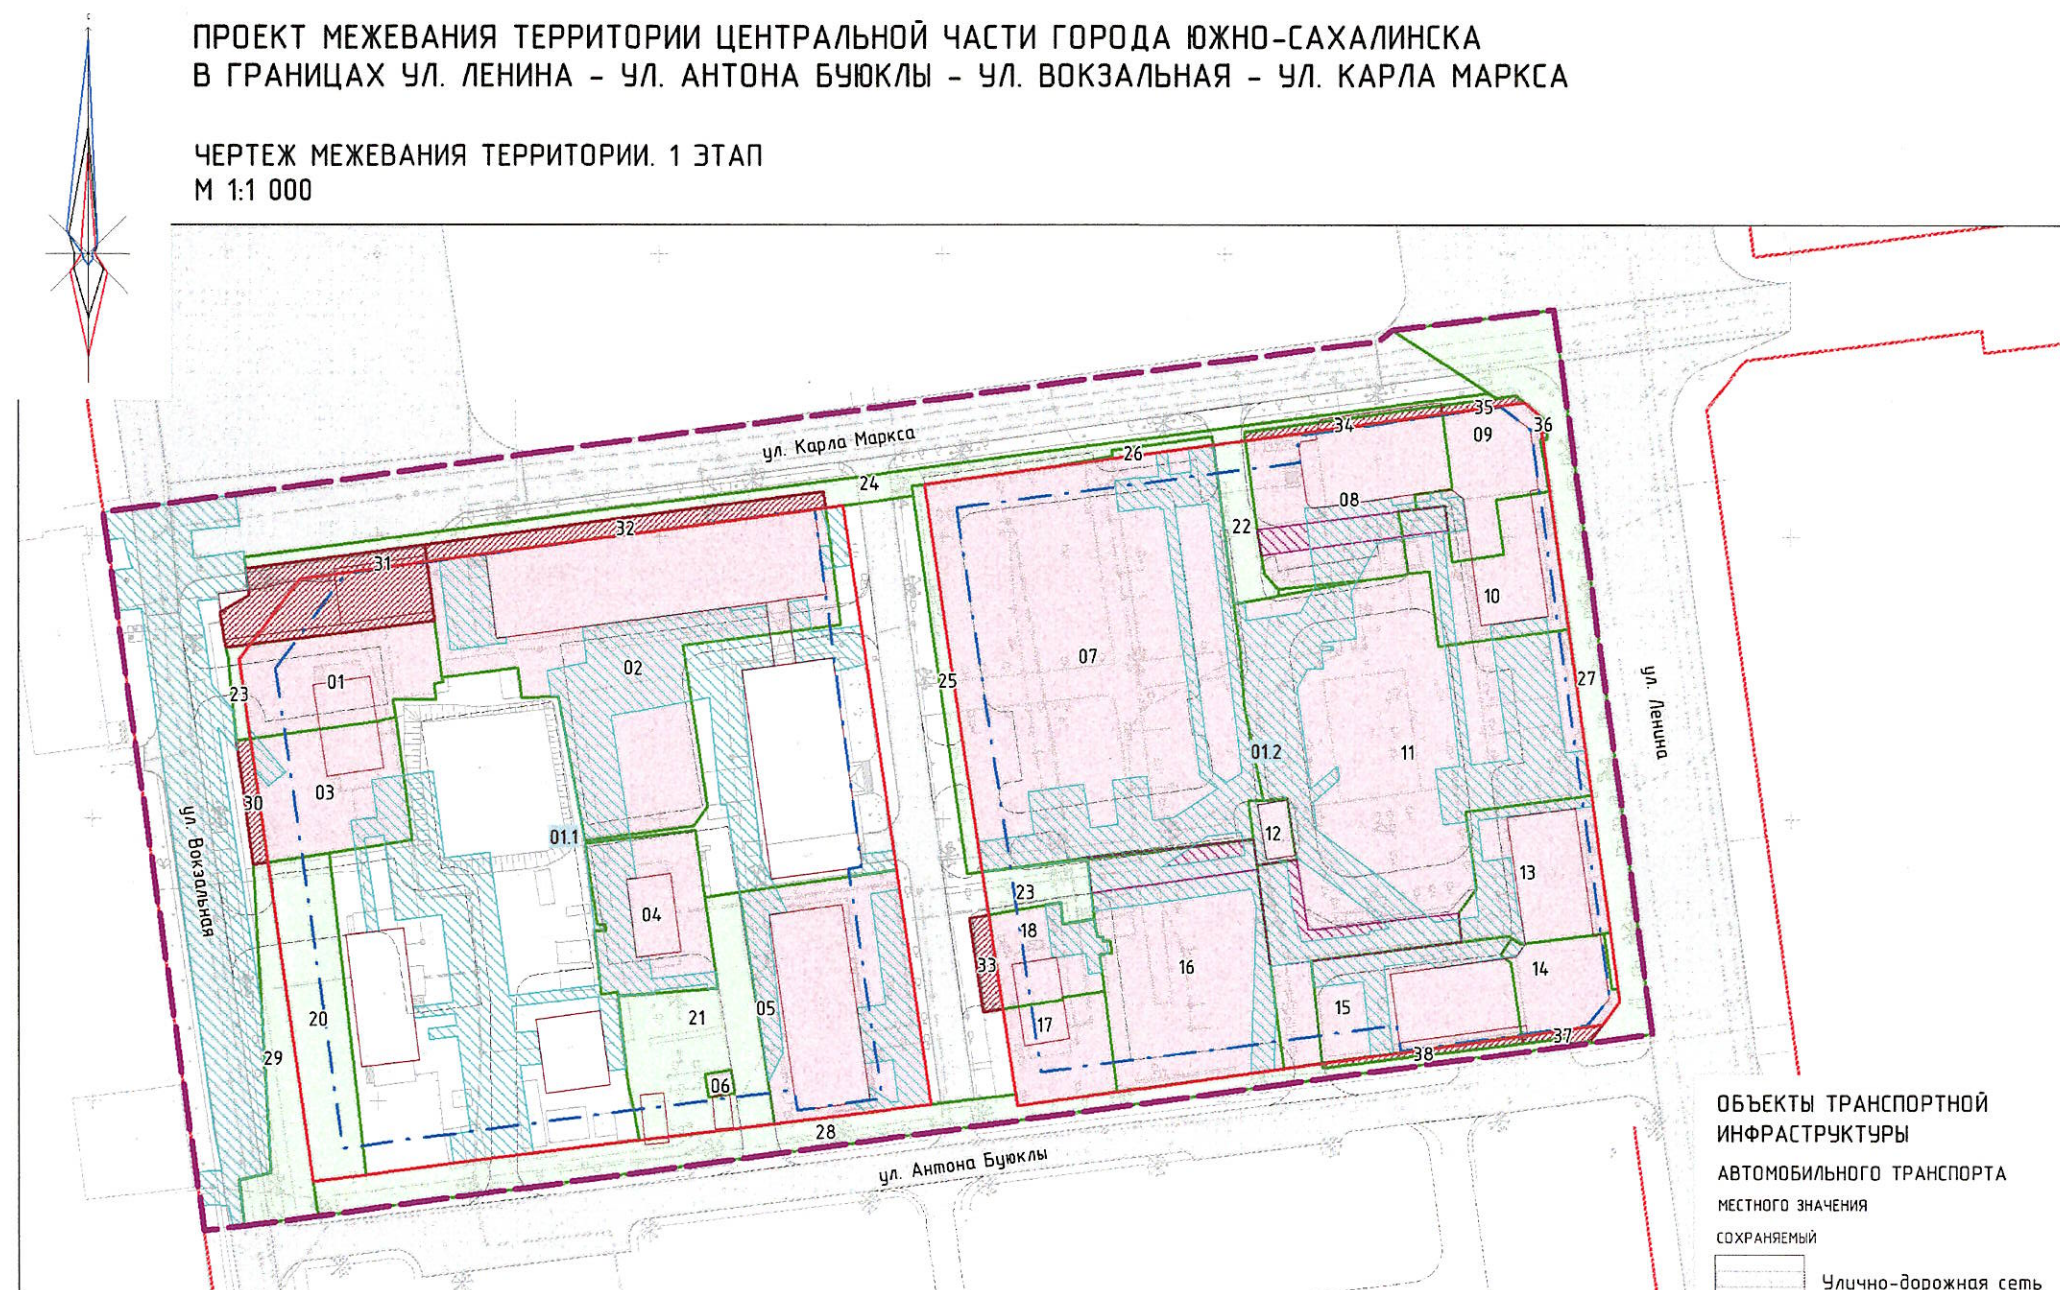 ПРОЕКТ МЕЖЕВАНИЯ ТЕРРИТОРИИ ЦЕНТРАЛЬНОЙ ЧАСТИ ГОРОДА ЮЖНО-САХАЛИНСКА
В ГРАНИЦАХ УЛ. ЛЕНИНА - УЛ. АНТОНА БУЮКЛЫ - УЛ. ВОКЗАЛЬНАЯ - УЛ. КАРЛА МАРКСА
ЧЕРТЕЖ МЕЖЕВАНИЯ ТЕРРИТОРИИ. 1 ЭТАП
М 1:1 000
ул. Карла Маркса
35
36
34
09
26
24
08
32
22
31
10
02
07
27
01
23
25
ул. Ленина
01.2
11
03
30
01.1
12
ул. Вокзальная
13
23
04
18
33
16
14
05
15
20
21
17
37
29
38
06
28
ул. Антона Буюклы
ОБЪЕКТЫ ТРАНСПОРТНОЙ
ИНФРАСТРУКТУРЫ
АВТОМОБИЛЬНОГО ТРАНСПОРТА
МЕСТНОГО ЗНАЧЕНИЯ
СОХРАНЯЕМЫЙ
Улично-дорожная сеть